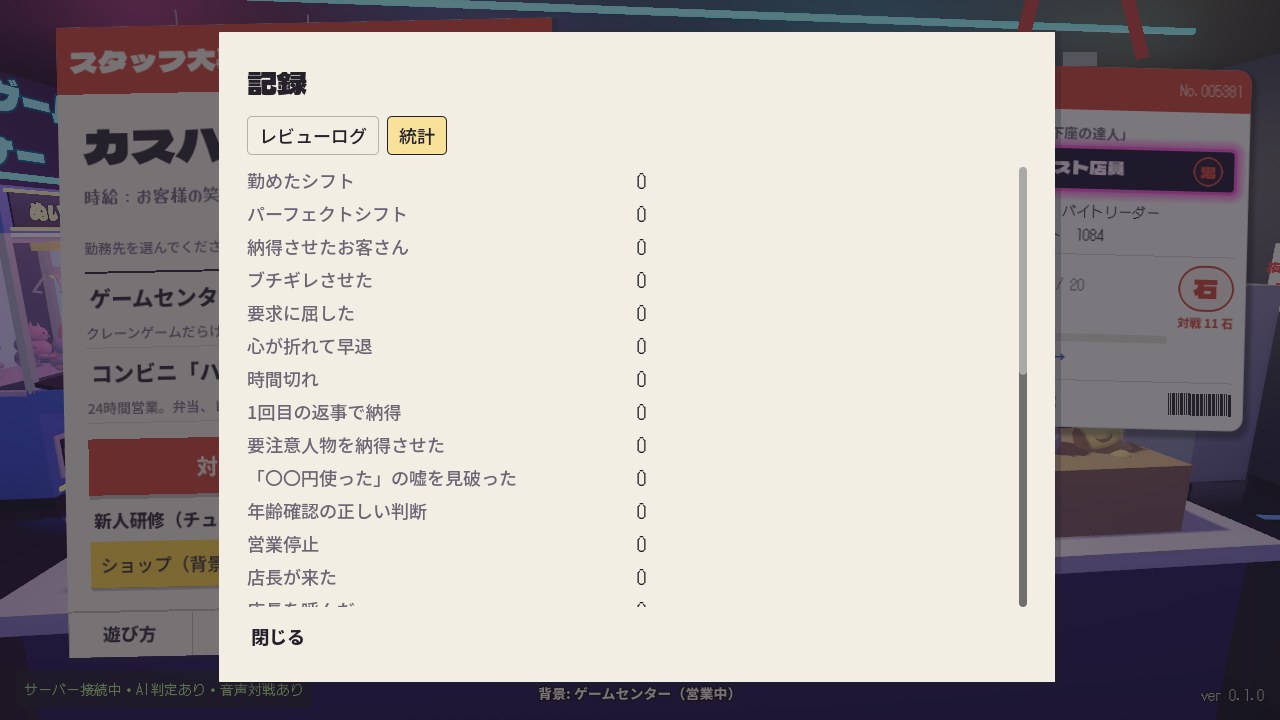 記録
レビューログ
統計
勤めたシフト 0
パーフェクトシフト 0
納得させたお客さん 0
ブチギレさせた 0
要求に屈した 0
心が折れて早退 0
時間切れ 0
1回目の返事で納得 0
要注意人物を納得させた 0
「〇〇円使った」の嘘を見破った 0
年齢確認の正しい判断 0
営業停止 0
店長が来た 0
閉じる
スタッフ大
カスハ
時給：お客様の笑
勤務先を選んでくださ
ゲームセンタ
クレーンゲームだらけ
コンビニ「ハ
24時間営業。弁当、
対
新人研修（チュ
ショップ（背景
遊び方
ゲー
ぬい
No. 005381
下座の達人」
スト店員
バイトリーダー
1084
/ 20
石
対戦 11 石
サーバー接続中・AI判定あり・音声対戦あり
背景: ゲームセンター（営業中）
ver 0.1.0